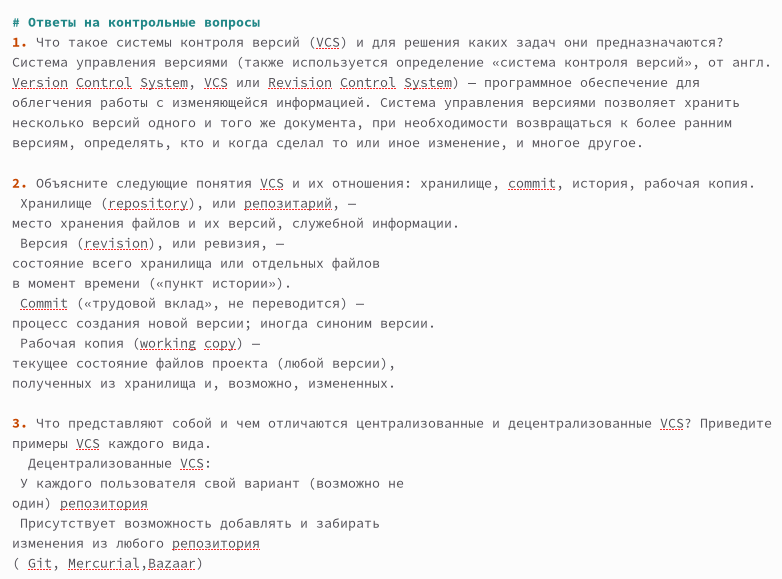 # Ответы на контрольные вопросы
1. Что такое системы контроля версий (VCS) и для решения каких задач они предназначаются?
Система управления версиями (также используется определение «система контроля версий», от англ.
Version Control System, VCS или Revision Control System) — программное обеспечение для
облегчения работы с изменяющейся информацией. Система управления версиями позволяет хранить
несколько версий одного и того же документа, при необходимости возвращаться к более ранним
версиям, определять, кто и когда сделал то или иное изменение, и многое другое.
2. Объясните следующие понятия VCS и их отношения: хранилище, commit, история, рабочая копия.
Хранилище (repository), или репозитарий, —
место хранения файлов и их версий, служебной информации.
Версия (revision), или ревизия, —
состояние всего хранилища или отдельных файлов
в момент времени («пункт истории»).
Commit («трудовой вклад», не переводится) —
процесс создания новой версии; иногда синоним версии.
Рабочая копия (working copy) —
текущее состояние файлов проекта (любой версии),
полученных из хранилища и, возможно, измененных.
3. Что представляют собой и чем отличаются централизованные и децентрализованные VCS? Приведите
примеры VCS каждого вида.
Децентрализованные VCS:
У каждого пользователя свой вариант (возможно не
один) репозитория
Присутствует возможность добавлять и забирать
изменения из любого репозитория
( Git, Mercurial,Bazaar)